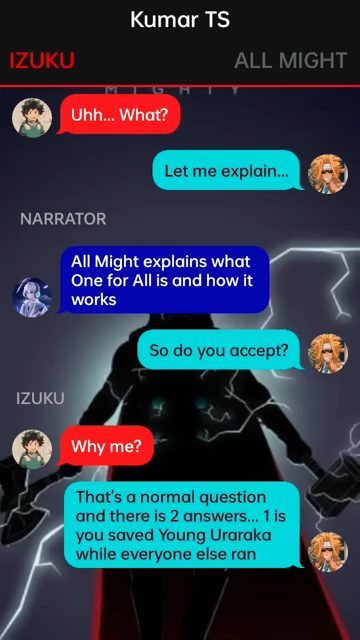 Kumar TS
IZUKU
ALL MIGHT
MIGHTY
Uhh... What?
Let me explain...
NARRATOR
All Might explains what
One for All is and how it
works
So do you accept?
IZUKU
Why me?
That's a normal question
and there is 2 answers... 1 is
you saved Young Uraraka
while everyone else ran